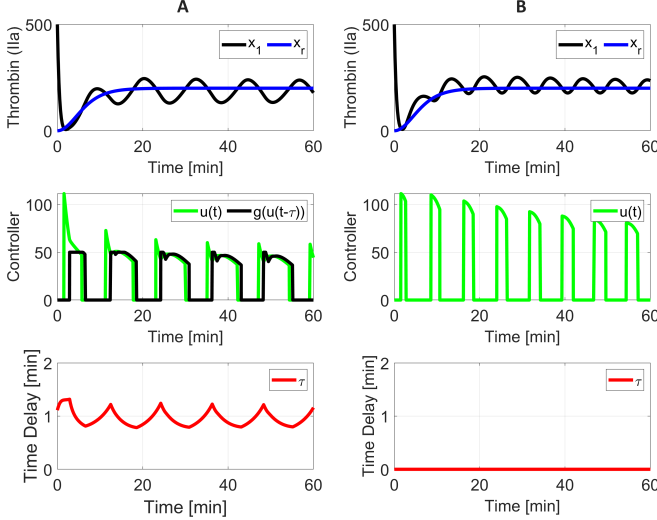 A
B
Thrombin (IIa)
500
0
x₁ xᵣ
0 20 40 60
Time [min]
Thrombin (IIa)
500
0
x₁ xᵣ
0 20 40 60
Time [min]
Controller
100
50
0
u(t) g(u(t-τ))
0 20 40 60
Time [min]
Controller
100
50
0
u(t)
0 20 40 60
Time [min]
Time Delay [min]
2
1
0
τ
0 20 40 60
Time [min]
Time Delay [min]
2
1
0
τ
0 20 40 60
Time [min]